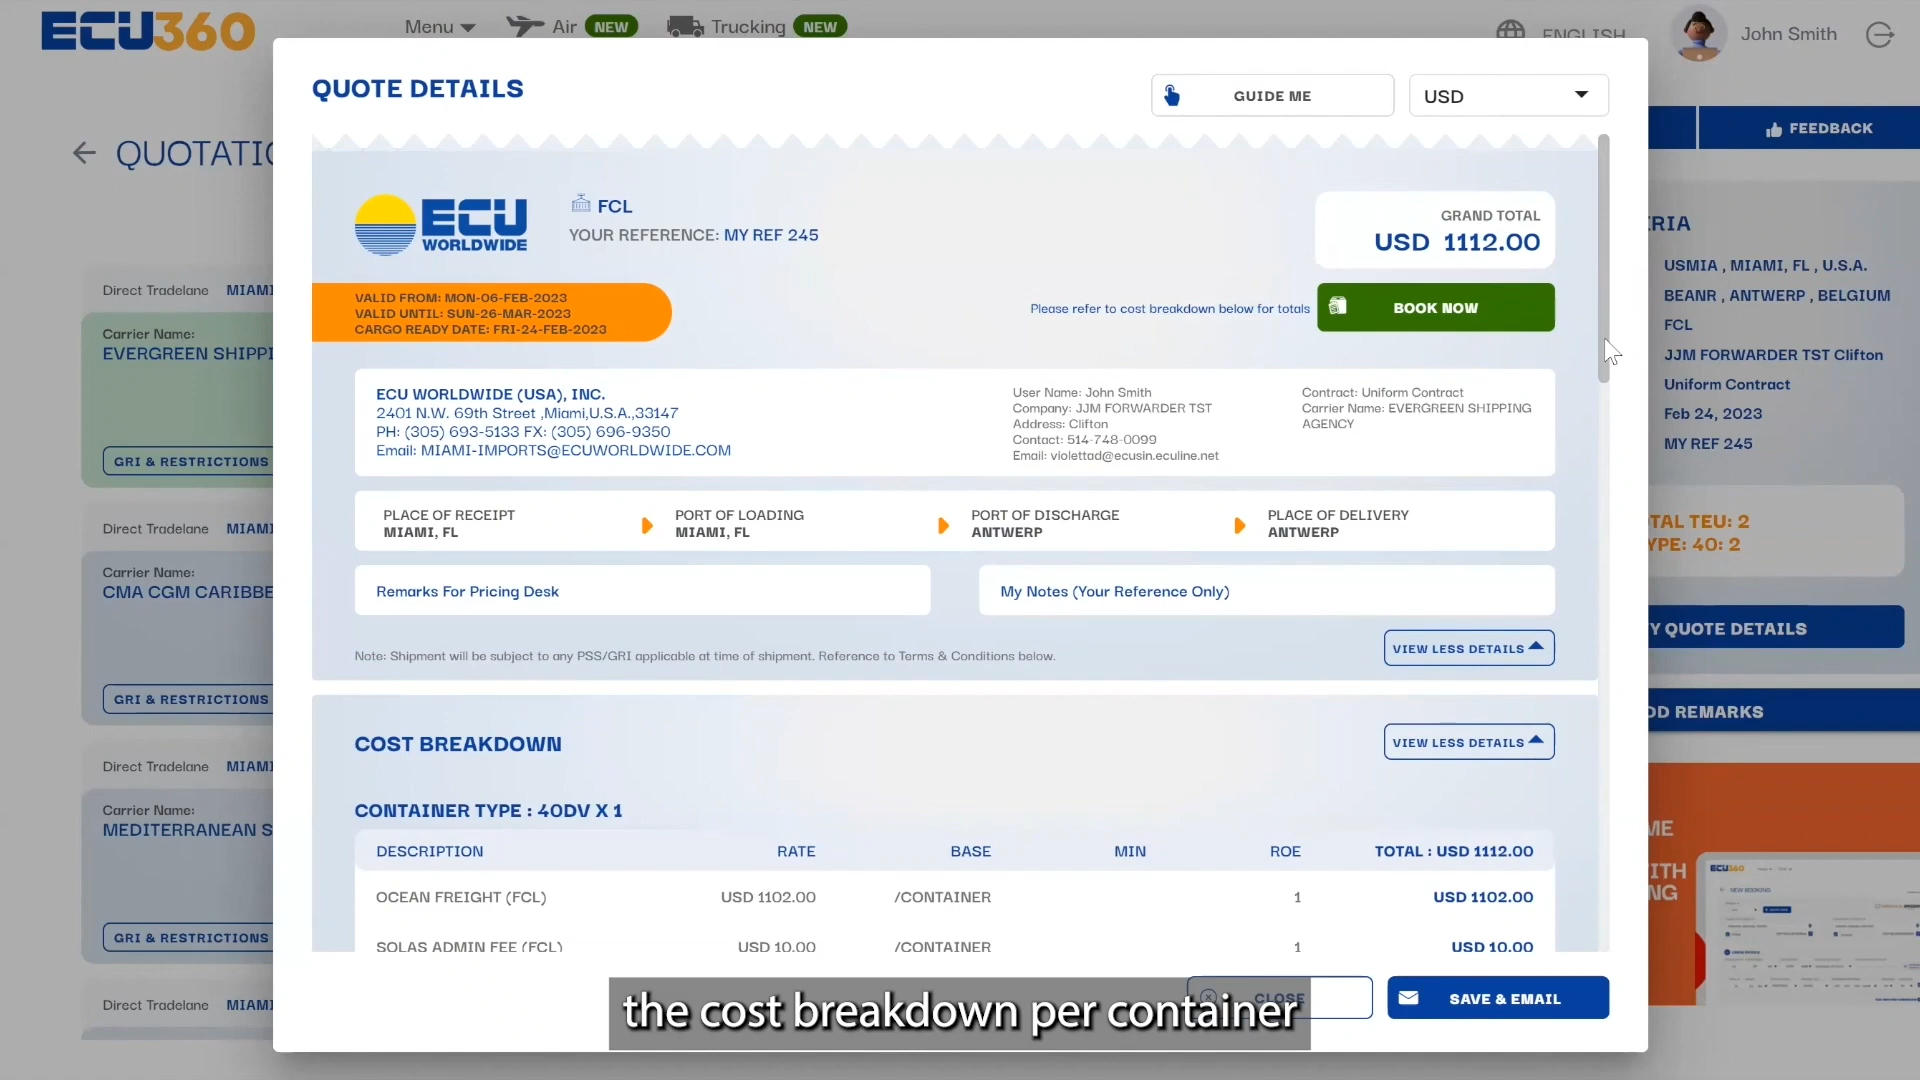 ECU360
Menu
Air NEW
Trucking NEW
ENGLISH
John Smith
QUOTE DETAILS
GUIDE ME
USD
FEEDBACK
ECU
WORLDWIDE
FCL
YOUR REFERENCE: MY REF 245
GRAND TOTAL
USD 1112.00
VALID FROM: MON-06-FEB-2023
VALID UNTIL: SUN-26-MAR-2023
CARGO READY DATE: FRI-24-FEB-2023
Please refer to cost breakdown below for totals
BOOK NOW
ECU WORLDWIDE (USA), INC.
2401 N.W. 69th Street ,Miami,U.S.A.,33147
PH: (305) 693-5133 FX: (305) 696-9350
Email: MIAMI-IMPORTS@ECUWORLDWIDE.COM
User Name: John Smith
Company: JJM FORWARDER TST
Address: Clifton
Contact: 514-748-0099
Email: violettad@ecusin.eculine.net
Contract: Uniform Contract
Carrier Name: EVERGREEN SHIPPING
AGENCY
PLACE OF RECEIPT
MIAMI, FL
PORT OF LOADING
MIAMI, FL
PORT OF DISCHARGE
ANTWERP
PLACE OF DELIVERY
ANTWERP
Remarks For Pricing Desk
My Notes (Your Reference Only)
Note: Shipment will be subject to any PSS/GRI applicable at time of shipment. Reference to Terms & Conditions below.
VIEW LESS DETAILS
COST BREAKDOWN
VIEW LESS DETAILS
CONTAINER TYPE : 40DV X 1
DESCRIPTION RATE BASE MIN ROE TOTAL : USD 1112.00
OCEAN FREIGHT (FCL) USD 1102.00 /CONTAINER 1 USD 1102.00
SOLAS ADMIN FEE (FCL) USD 10.00 /CONTAINER 1 USD 10.00
CLOSE
SAVE & EMAIL
the cost breakdown per container
QUOTATIO
Direct Tradelane MIAMI
Carrier Name:
EVERGREEN SHIPPI
GRI & RESTRICTIONS
Direct Tradelane MIAMI
Carrier Name:
CMA CGM CARIBBE
GRI & RESTRICTIONS
Direct Tradelane MIAMI
Carrier Name:
MEDITERRANEAN S
GRI & RESTRICTIONS
Direct Tradelane MIAMI
RIA
USMIA , MIAMI, FL , U.S.A.
BEANR , ANTWERP , BELGIUM
FCL
JJM FORWARDER TST Clifton
Uniform Contract
Feb 24, 2023
MY REF 245
TAL TEU: 2
YPE: 40: 2
Y QUOTE DETAILS
DD REMARKS
ME
ITH
NG
ECU360
NEW BOOKING